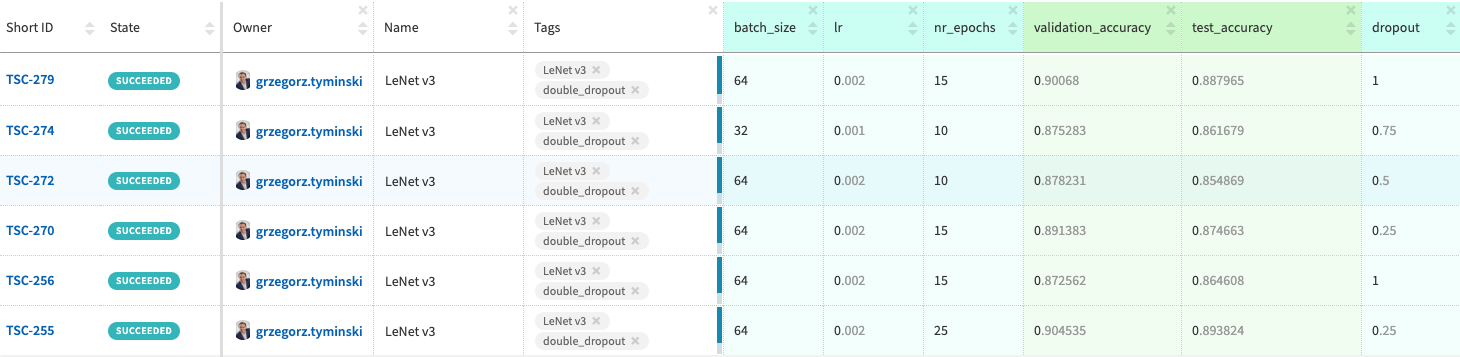 Short ID State Owner Name Tags batch_size lr nr_epochs validation_accuracy test_accuracy dropout
TSC-279 SUCCEEDED grzegorz.tyminski LeNet v3 LeNet v3 double_dropout 64 0.002 15 0.90068 0.887965 1
TSC-274 SUCCEEDED grzegorz.tyminski LeNet v3 LeNet v3 double_dropout 32 0.001 10 0.875283 0.861679 0.75
TSC-272 SUCCEEDED grzegorz.tyminski LeNet v3 LeNet v3 double_dropout 64 0.002 10 0.878231 0.854869 0.5
TSC-270 SUCCEEDED grzegorz.tyminski LeNet v3 LeNet v3 double_dropout 64 0.002 15 0.891383 0.874663 0.25
TSC-256 SUCCEEDED grzegorz.tyminski LeNet v3 LeNet v3 double_dropout 64 0.002 15 0.872562 0.864608 1
TSC-255 SUCCEEDED grzegorz.tyminski LeNet v3 LeNet v3 double_dropout 64 0.002 25 0.904535 0.893824 0.25